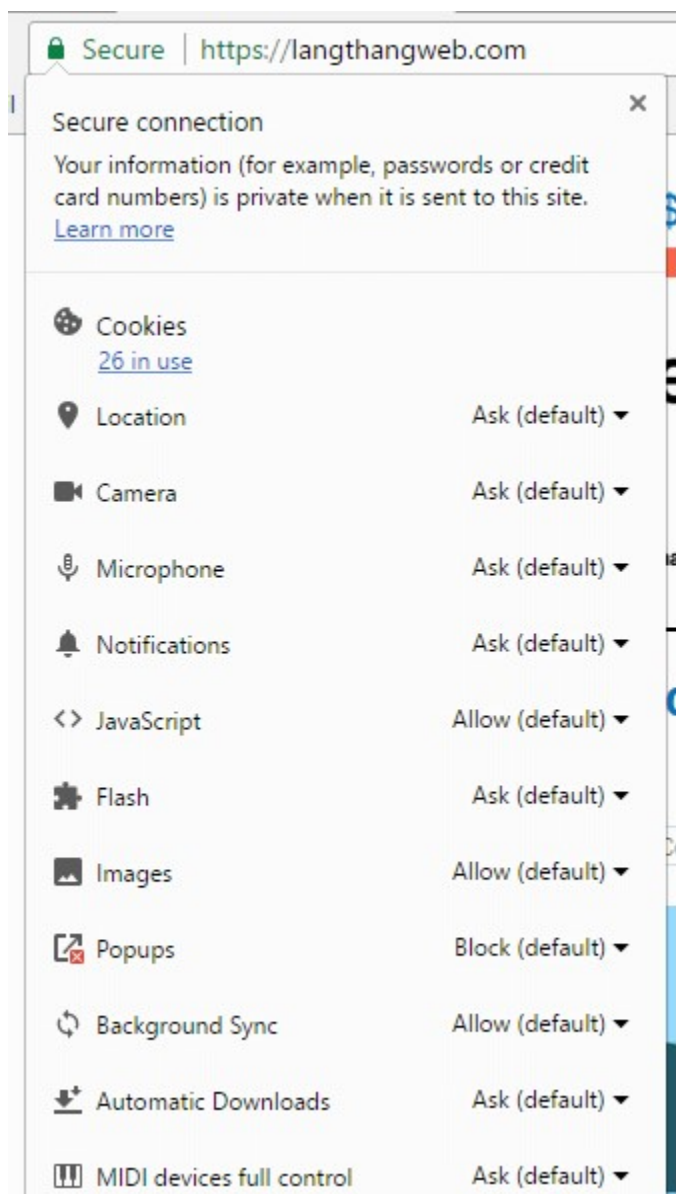 Secure | https://langthangweb.com
Secure connection
Your information (for example, passwords or credit
card numbers) is private when it is sent to this site.
Learn more
Cookies
26 in use
Location Ask (default)
Camera Ask (default)
Microphone Ask (default)
Notifications Ask (default)
JavaScript Allow (default)
Flash Ask (default)
Images Allow (default)
Popups Block (default)
Background Sync Allow (default)
Automatic Downloads Ask (default)
MIDI devices full control Ask (default)